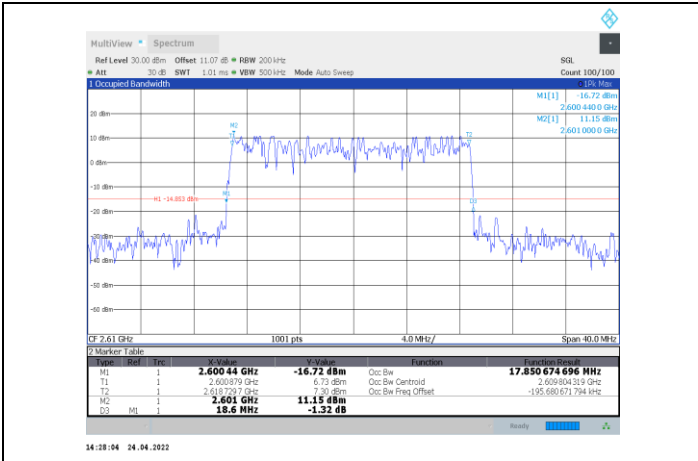 MultiView Spectrum
Ref Level 30.00 dBm Offset 11.07 dB RBW 200 kHz SGL
Att 30 dB SWT 1.01 ms VBW 500 kHz Mode Auto Sweep Count 100/100
1 Occupied Bandwidth 1Pk Max
M1[1] -16.72 dBm
2.600 440 0 GHz
M2[1] 11.15 dBm
2.601 000 0 GHz
20 dBm
M2
T1
T2
10 dBm
0 dBm
-10 dBm
M1
H1 -14.853 dBm
D3
-20 dBm
-30 dBm
-40 dBm
-50 dBm
-60 dBm
CF 2.61 GHz 1001 pts 4.0 MHz/ Span 40.0 MHz
2 Marker Table
Type Ref Trc X-Value Y-Value Function Function Result
M1 1 2.600 44 GHz -16.72 dBm Occ Bw 17.850 674 696 MHz
T1 1 2.600 879 GHz 6.73 dBm Occ Bw Centroid 2.609 804 319 GHz
T2 1 2.618 729 7 GHz 7.30 dBm Occ Bw Freq Offset -195.680 671 794 kHz
M2 1 2.601 GHz 11.15 dBm
D3 M1 1 18.6 MHz -1.32 dB
Ready
14:28:04 24.04.2022